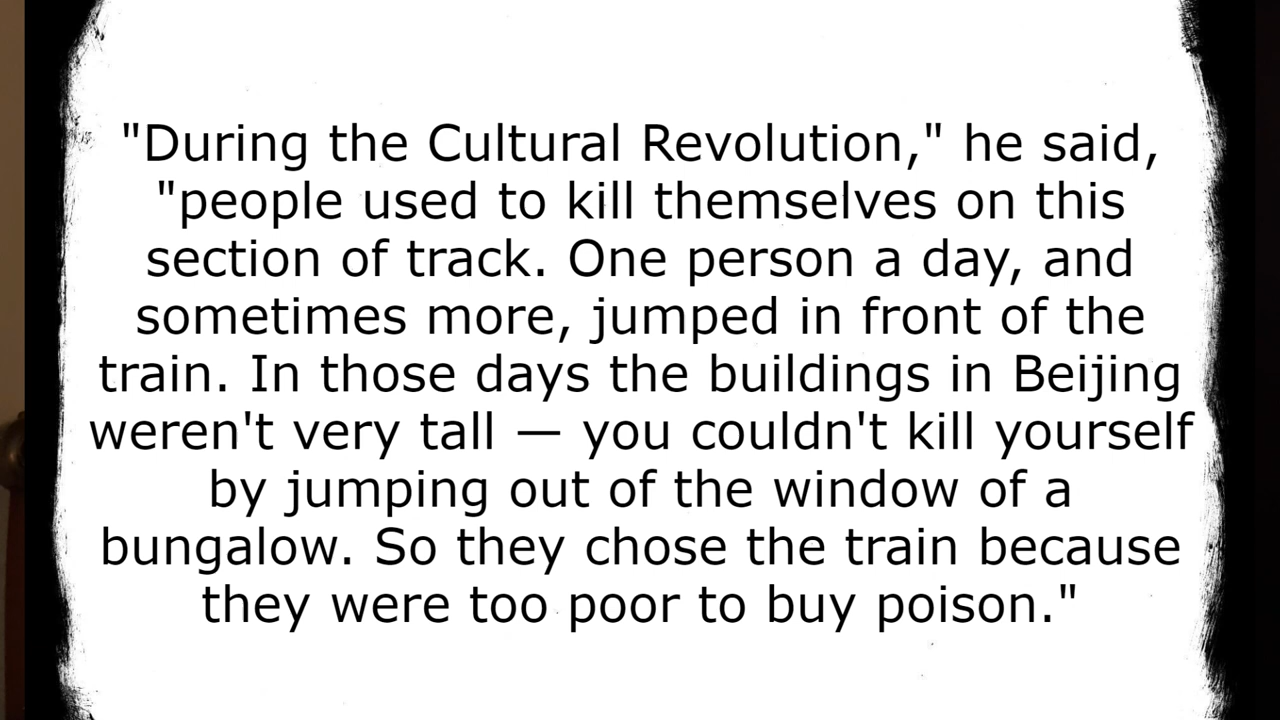 "During the Cultural Revolution," he said,
"people used to kill themselves on this
section of track. One person a day, and
sometimes more, jumped in front of the
train. In those days the buildings in Beijing
weren't very tall — you couldn't kill yourself
by jumping out of the window of a
bungalow. So they chose the train because
they were too poor to buy poison."